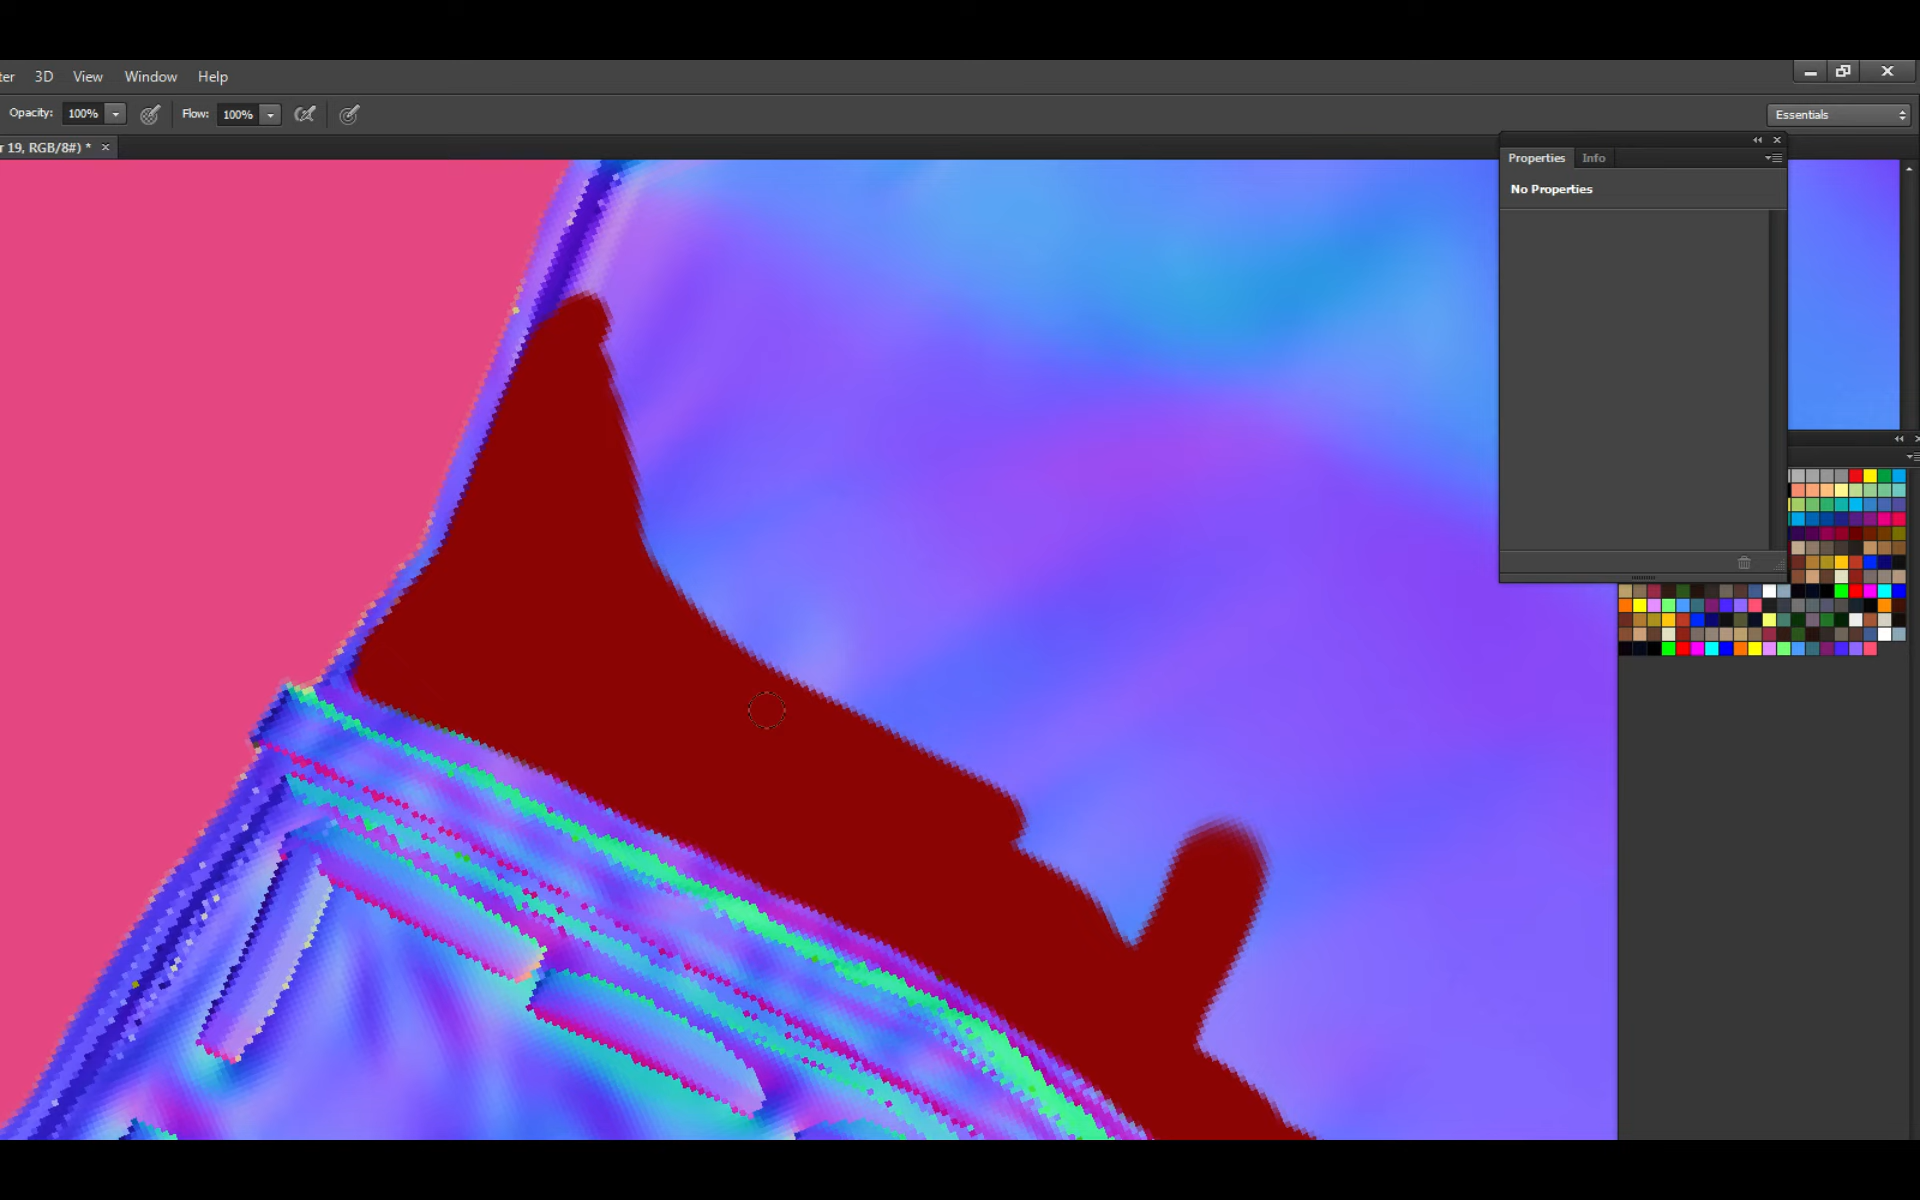 ter 3D View Window Help
Opacity: 100% Flow: 100% Essentials
r 19, RGB/8#) *
Properties Info
No Properties